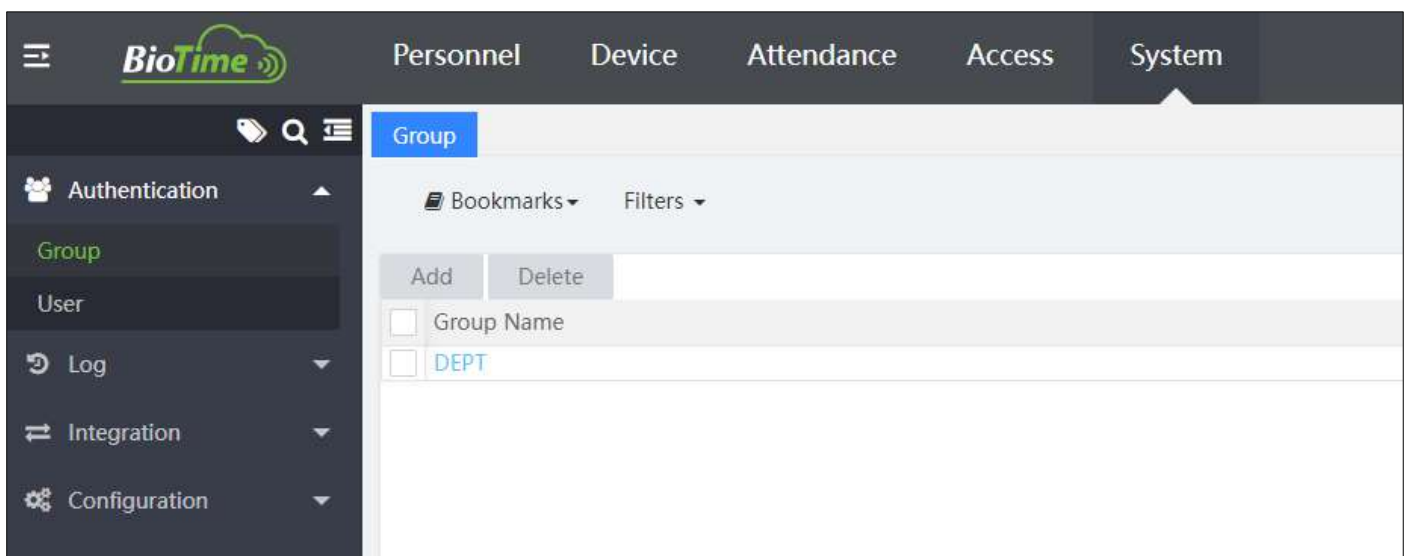 BioTime Personnel Device Attendance Access System
Group
Authentication
Bookmarks Filters
Group
Add Delete
User
Group Name
DEPT
Log
Integration
Configuration